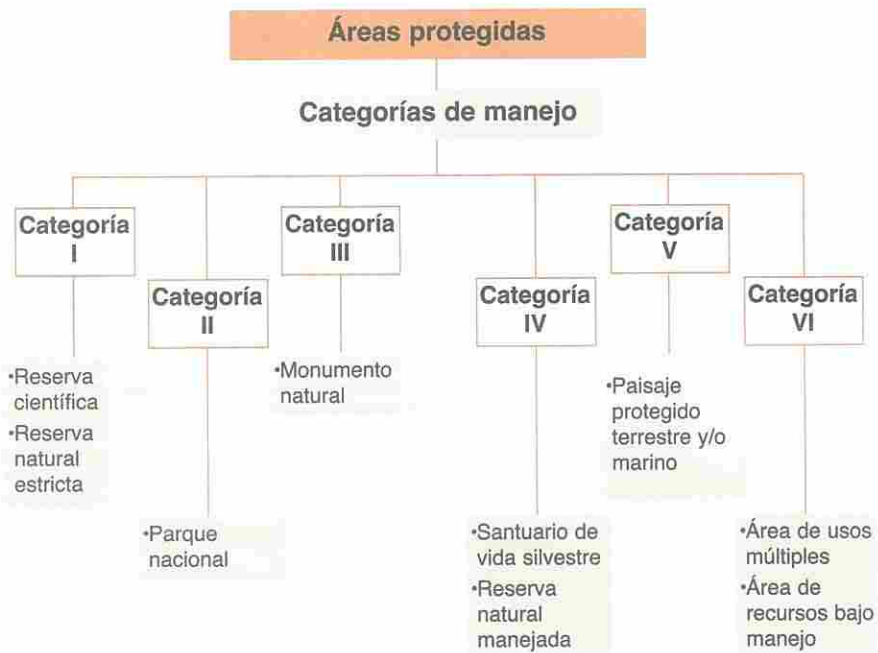 Áreas protegidas
Categorías de manejo
Categoría
I
•Reserva
científica
•Reserva
natural
estricta
Categoría
II
•Parque
nacional
Categoría
III
•Monumento
natural
Categoría
IV
•Santuario de
vida silvestre
•Reserva
natural
manejada
Categoría
V
•Paisaje
protegido
terrestre y/o
marino
Categoría
VI
•Área de usos
múltiples
•Área de
recursos bajo
manejo